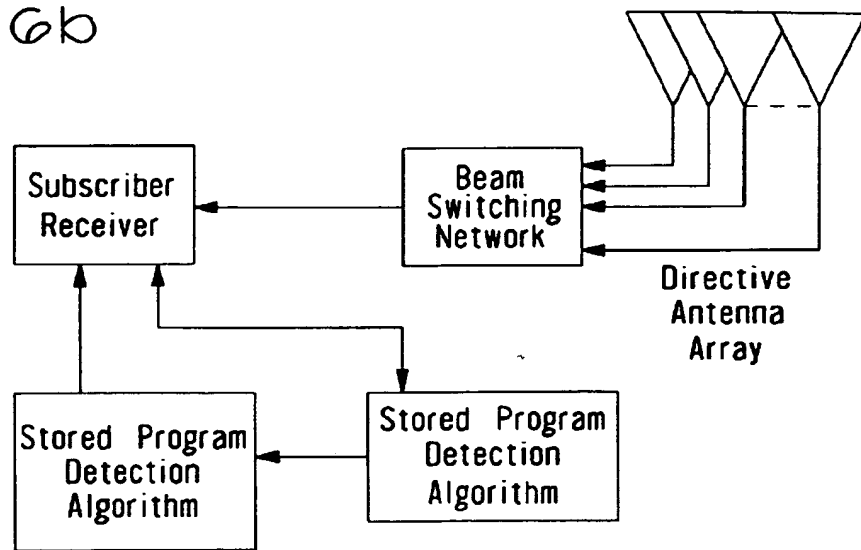 6b
Subscriber
Receiver
Beam
Switching
Network
Directive
Antenna
Array
Stored Program
Detection
Algorithm
Stored Program
Detection
Algorithm